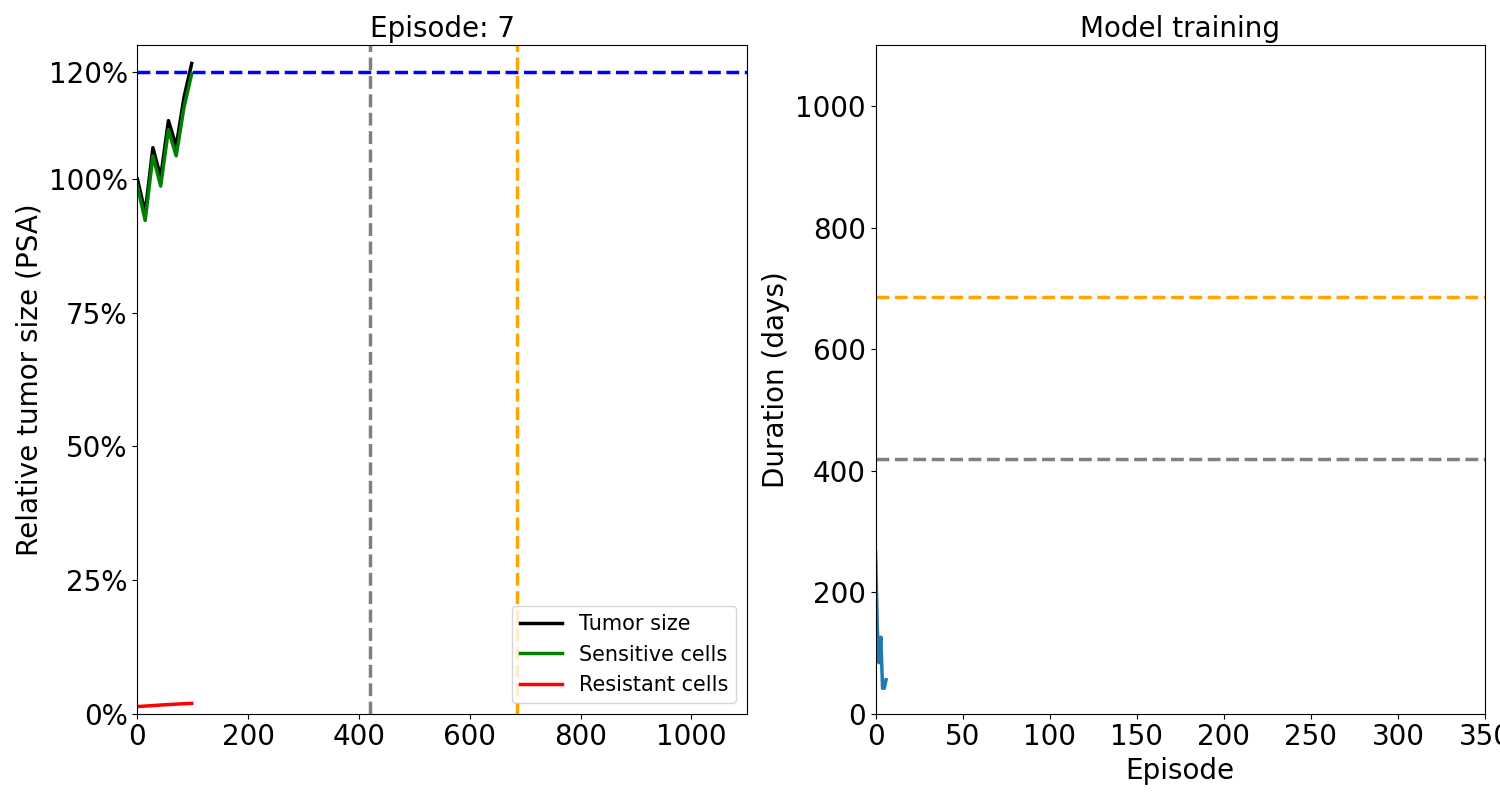 Episode: 7
Relative tumor size (PSA)
120%
100%
75%
50%
25%
0%
0 200 400 600 800 1000
Tumor size
Sensitive cells
Resistant cells
Model training
Duration (days)
1000
800
600
400
200
0
0 50 100 150 200 250 300 350
Episode